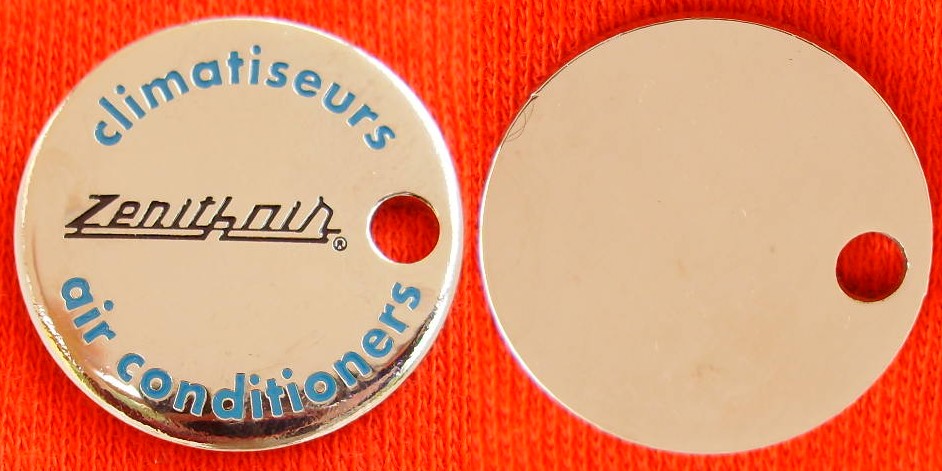 climatiseurs
Zenithair®
air conditioners